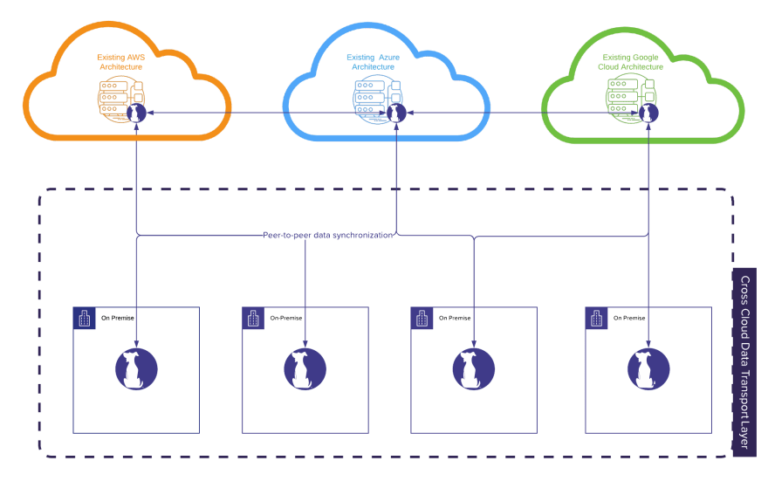 Existing AWS
Architecture
Existing Azure
Architecture
Existing Google
Cloud Architecture
Peer-to-peer data synchronization
On Premise
On-Premise
On Premise
On Premise
Cross Cloud Data Transport Layer